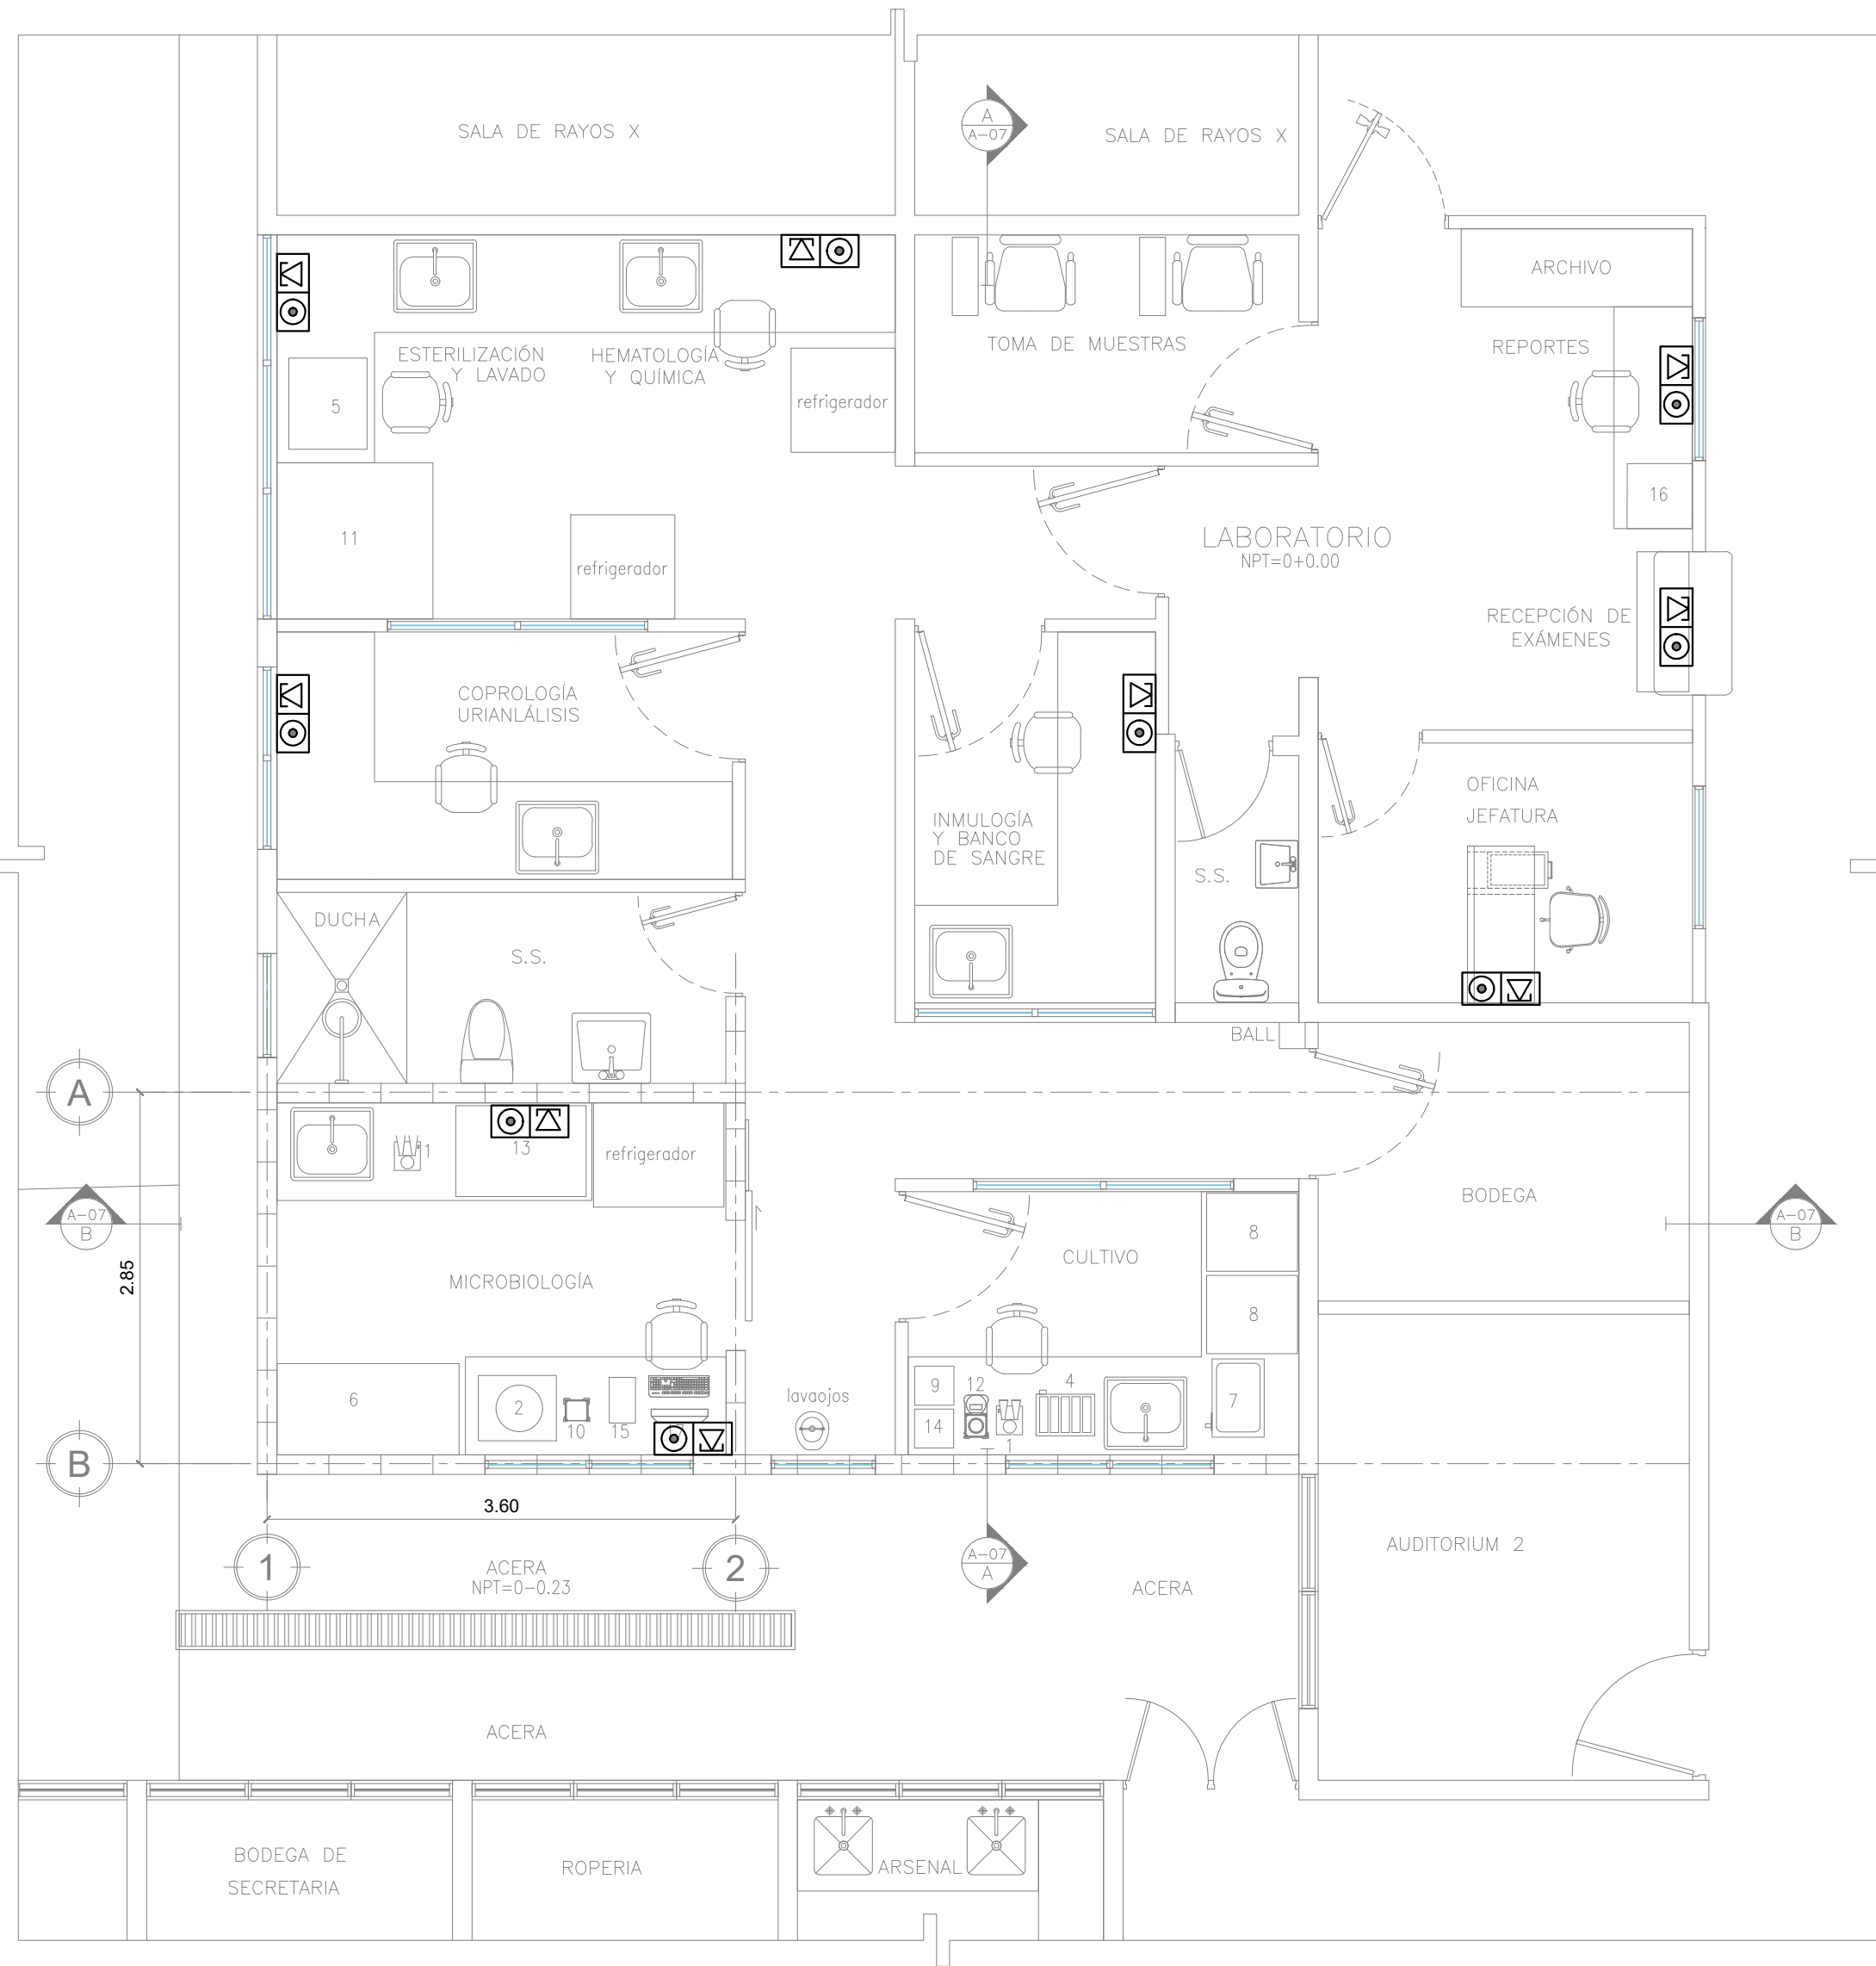 SALA DE RAYOS X
A
A-07
SALA DE RAYOS X
ARCHIVO
ESTERILIZACIÓN
Y LAVADO
HEMATOLOGÍA
Y QUÍMICA
TOMA DE MUESTRAS
REPORTES
5
refrigerador
16
11
refrigerador
LABORATORIO
NPT=0+0.00
RECEPCIÓN DE
EXÁMENES
COPROLOGÍA
URIANLÁLISIS
OFICINA
JEFATURA
INMULOGÍA
Y BANCO
DE SANGRE
S.S.
DUCHA
S.S.
BALL
A
13
1
refrigerador
BODEGA
A-07
B
A-07
B
8
CULTIVO
2.85
MICROBIOLOGÍA
8
6
2
10
15
lavaojos
9
12
4
7
14
1
B
3.60
1
2
ACERA
NPT=0-0.23
A-07
A
AUDITORIUM 2
ACERA
ACERA
BODEGA DE
SECRETARIA
ROPERIA
ARSENAL